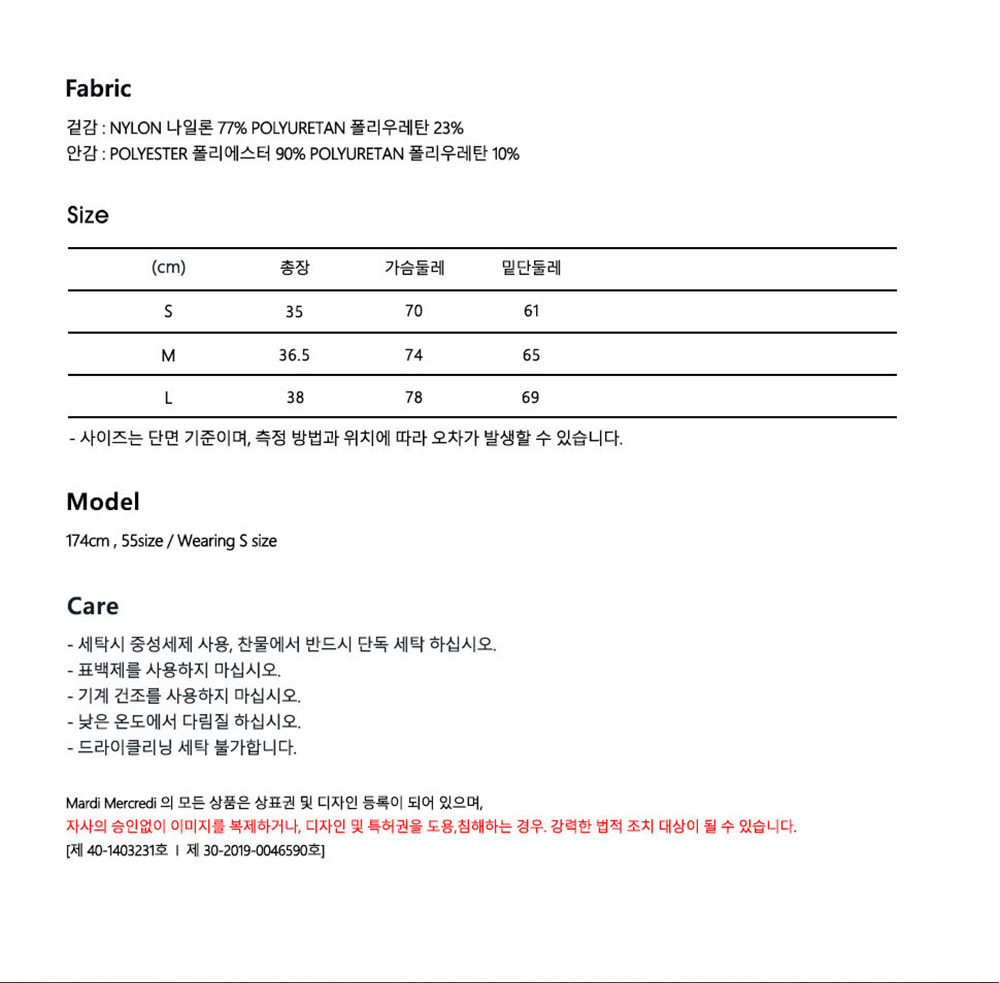 Fabric
겉감 : NYLON 나일론 77% POLYURETAN 폴리우레탄 23%
안감 : POLYESTER 폴리에스터 90% POLYURETAN 폴리우레탄 10%
Size
(cm) 총장 가슴둘레 밑단둘레
S 35 70 61
M 36.5 74 65
L 38 78 69
- 사이즈는 단면 기준이며, 측정 방법과 위치에 따라 오차가 발생할 수 있습니다.
Model
174cm , 55size / Wearing S size
Care
- 세탁시 중성세제 사용, 찬물에서 반드시 단독 세탁 하십시오.
- 표백제를 사용하지 마십시오.
- 기계 건조를 사용하지 마십시오.
- 낮은 온도에서 다림질 하십시오.
- 드라이클리닝 세탁 불가합니다.
Mardi Mercredi 의 모든 상품은 상표권 및 디자인 등록이 되어 있으며,
자사의 승인없이 이미지를 복제하거나, 디자인 및 특허권을 도용,침해하는 경우. 강력한 법적 조치 대상이 될 수 있습니다.
[제 40-1403231호 ㅣ 제 30-2019-0046590호]